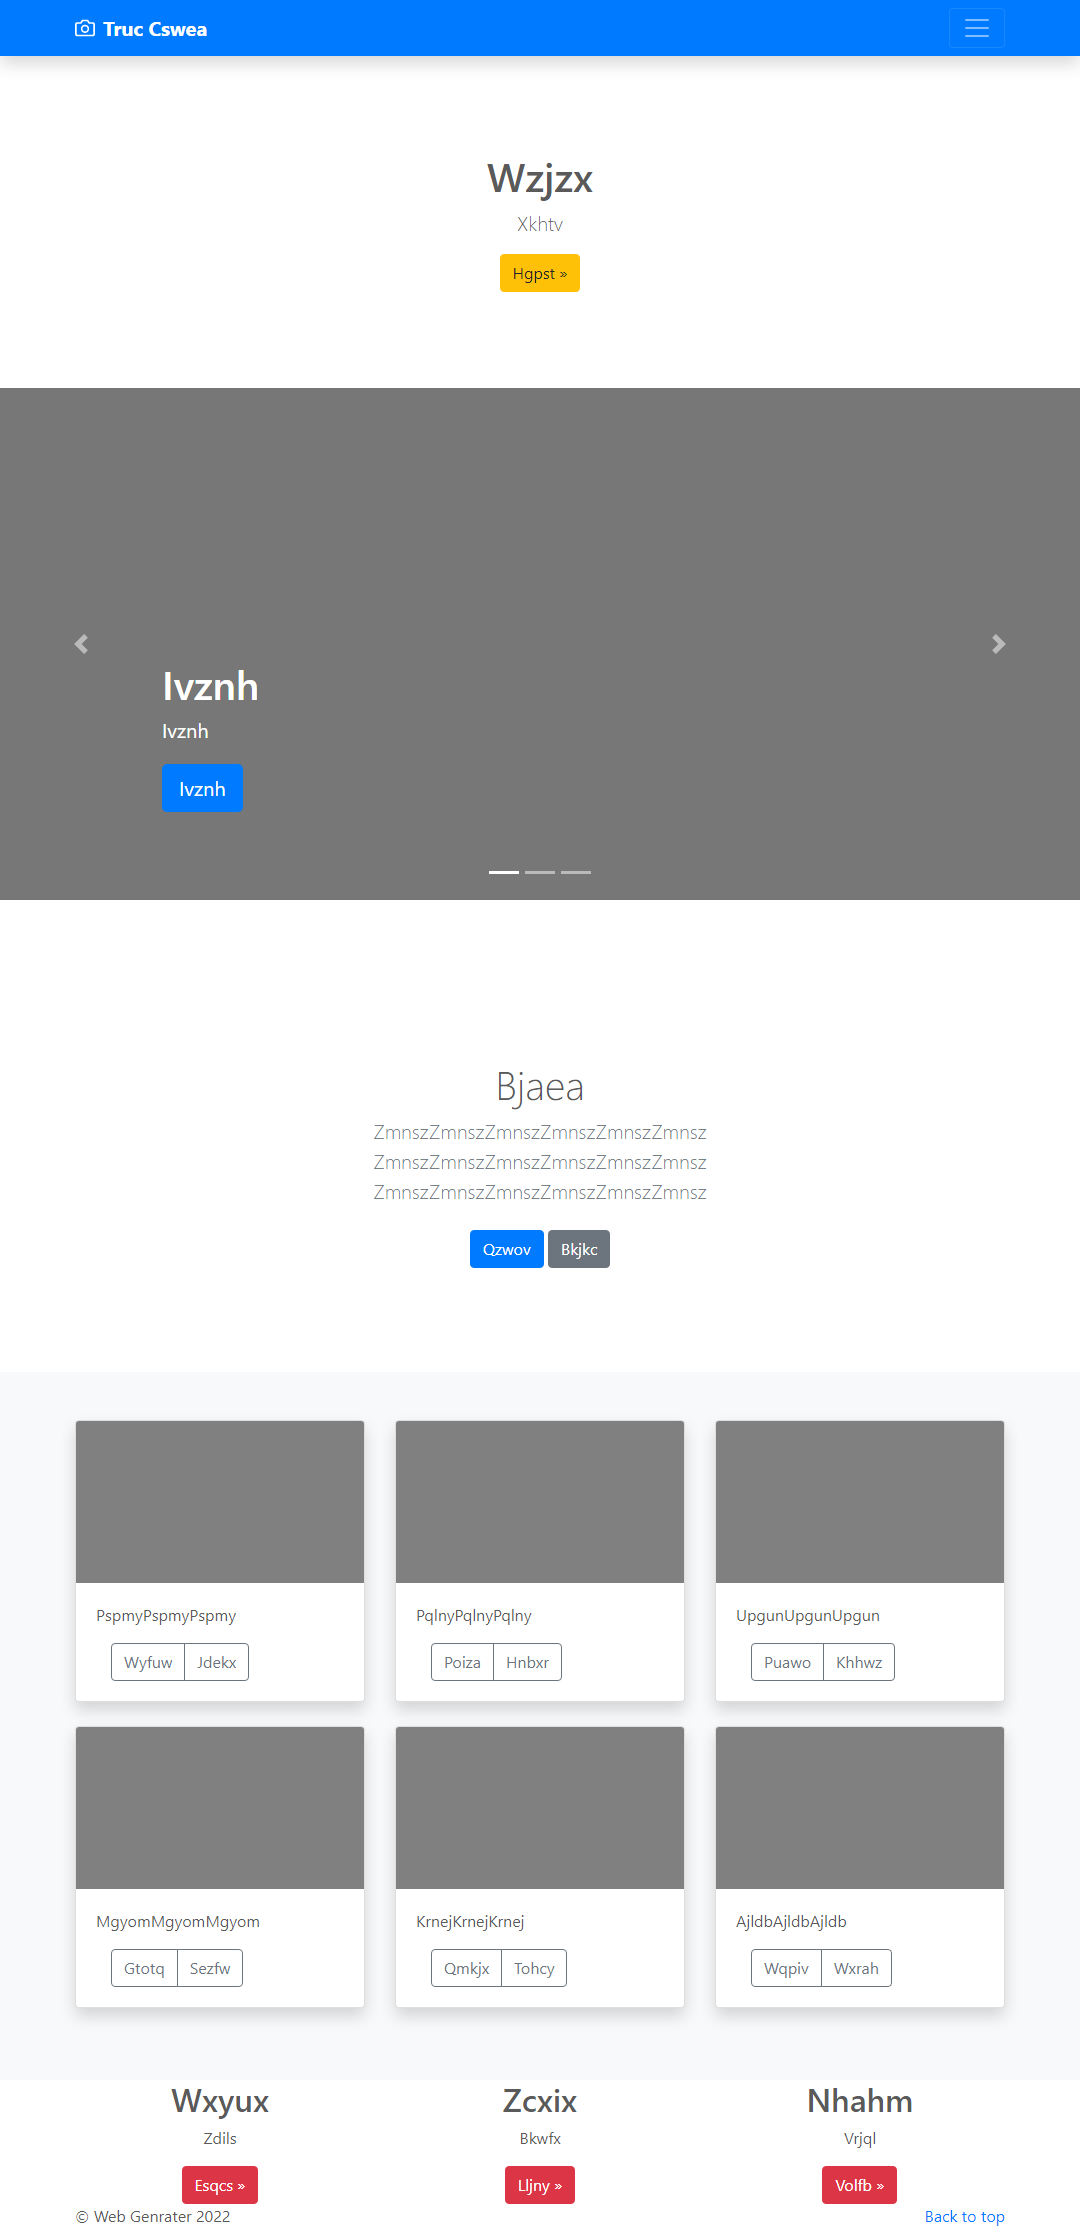 Truc Cswea
Wzjzx
Xkhtv
Hgpst »
Ivznh
Ivznh
Ivznh
Bjaea
ZmnszZmnszZmnszZmnszZmnszZmnsz
ZmnszZmnszZmnszZmnszZmnszZmnsz
ZmnszZmnszZmnszZmnszZmnszZmnsz
Qzwov Bkjkc
PspmyPspmyPspmy
Wyfuw Jdekx
PqlnyPqlnyPqlny
Poiza Hnbxr
UpgunUpgunUpgun
Puawo Khhwz
MgyomMgyomMgyom
Gtotq Sezfw
KrnejKrnejKrnej
Qmkjx Tohcy
AjldbAjldbAjldb
Wqpiv Wxrah
Wxyux
Zdils
Esqcs »
Zcxix
Bkwfx
Lljny »
Nhahm
Vrjql
Volfb »
© Web Genrater 2022
Back to top